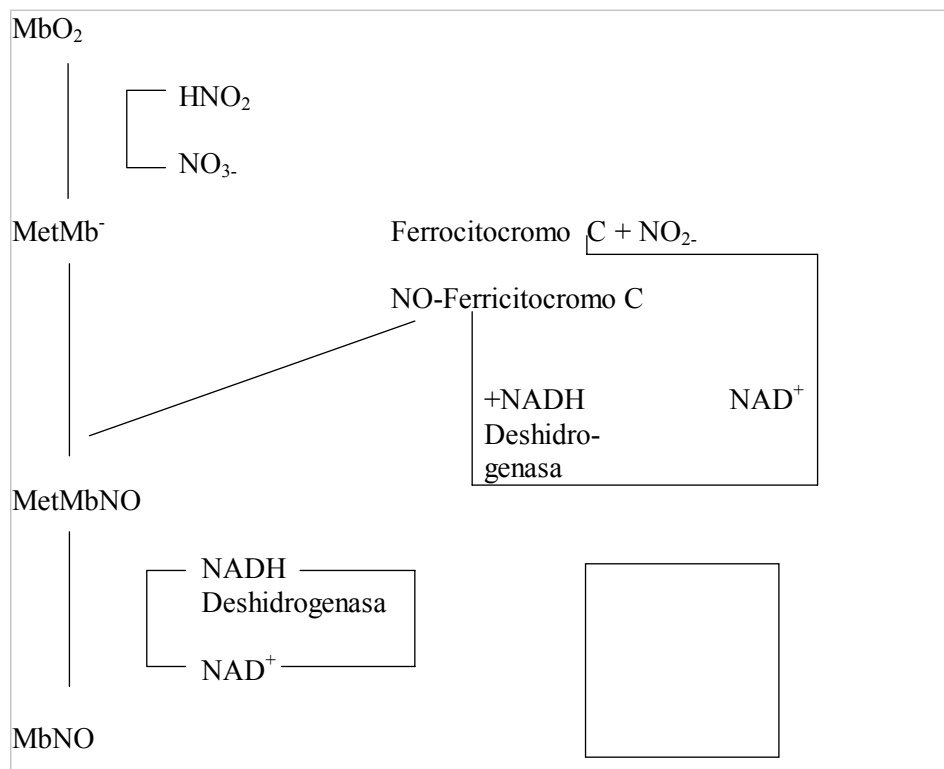 MbO₂
HNO₂
NO₃₋
MetMb⁻
Ferrocitocromo C + NO₂₋
NO-Ferricitocromo C
+NADH NAD⁺
Deshidro-
genasa
MetMbNO
NADH
Deshidrogenasa
NAD⁺
MbNO